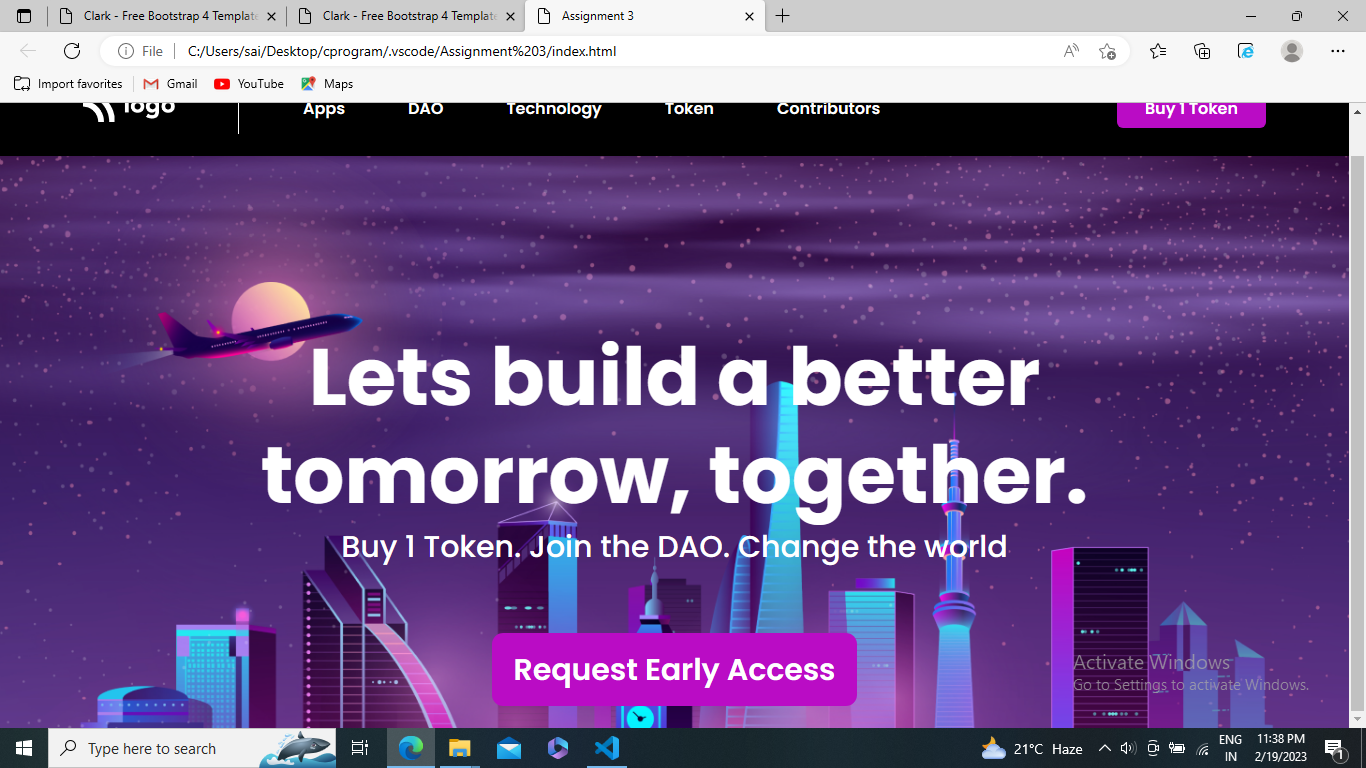 Clark - Free Bootstrap 4 Template
Clark - Free Bootstrap 4 Template
Assignment 3
File
C:/Users/sai/Desktop/cprogram/.vscode/Assignment%203/index.html
Import favorites
Gmail
YouTube
Maps
logo
Apps
DAO
Technology
Token
Contributors
Buy 1 Token
Lets build a better
tomorrow, together.
Buy 1 Token. Join the DAO. Change the world
Request Early Access
Activate Windows
Go to Settings to activate Windows.
Type here to search
21°C Haze
ENG
IN
11:38 PM
2/19/2023
1